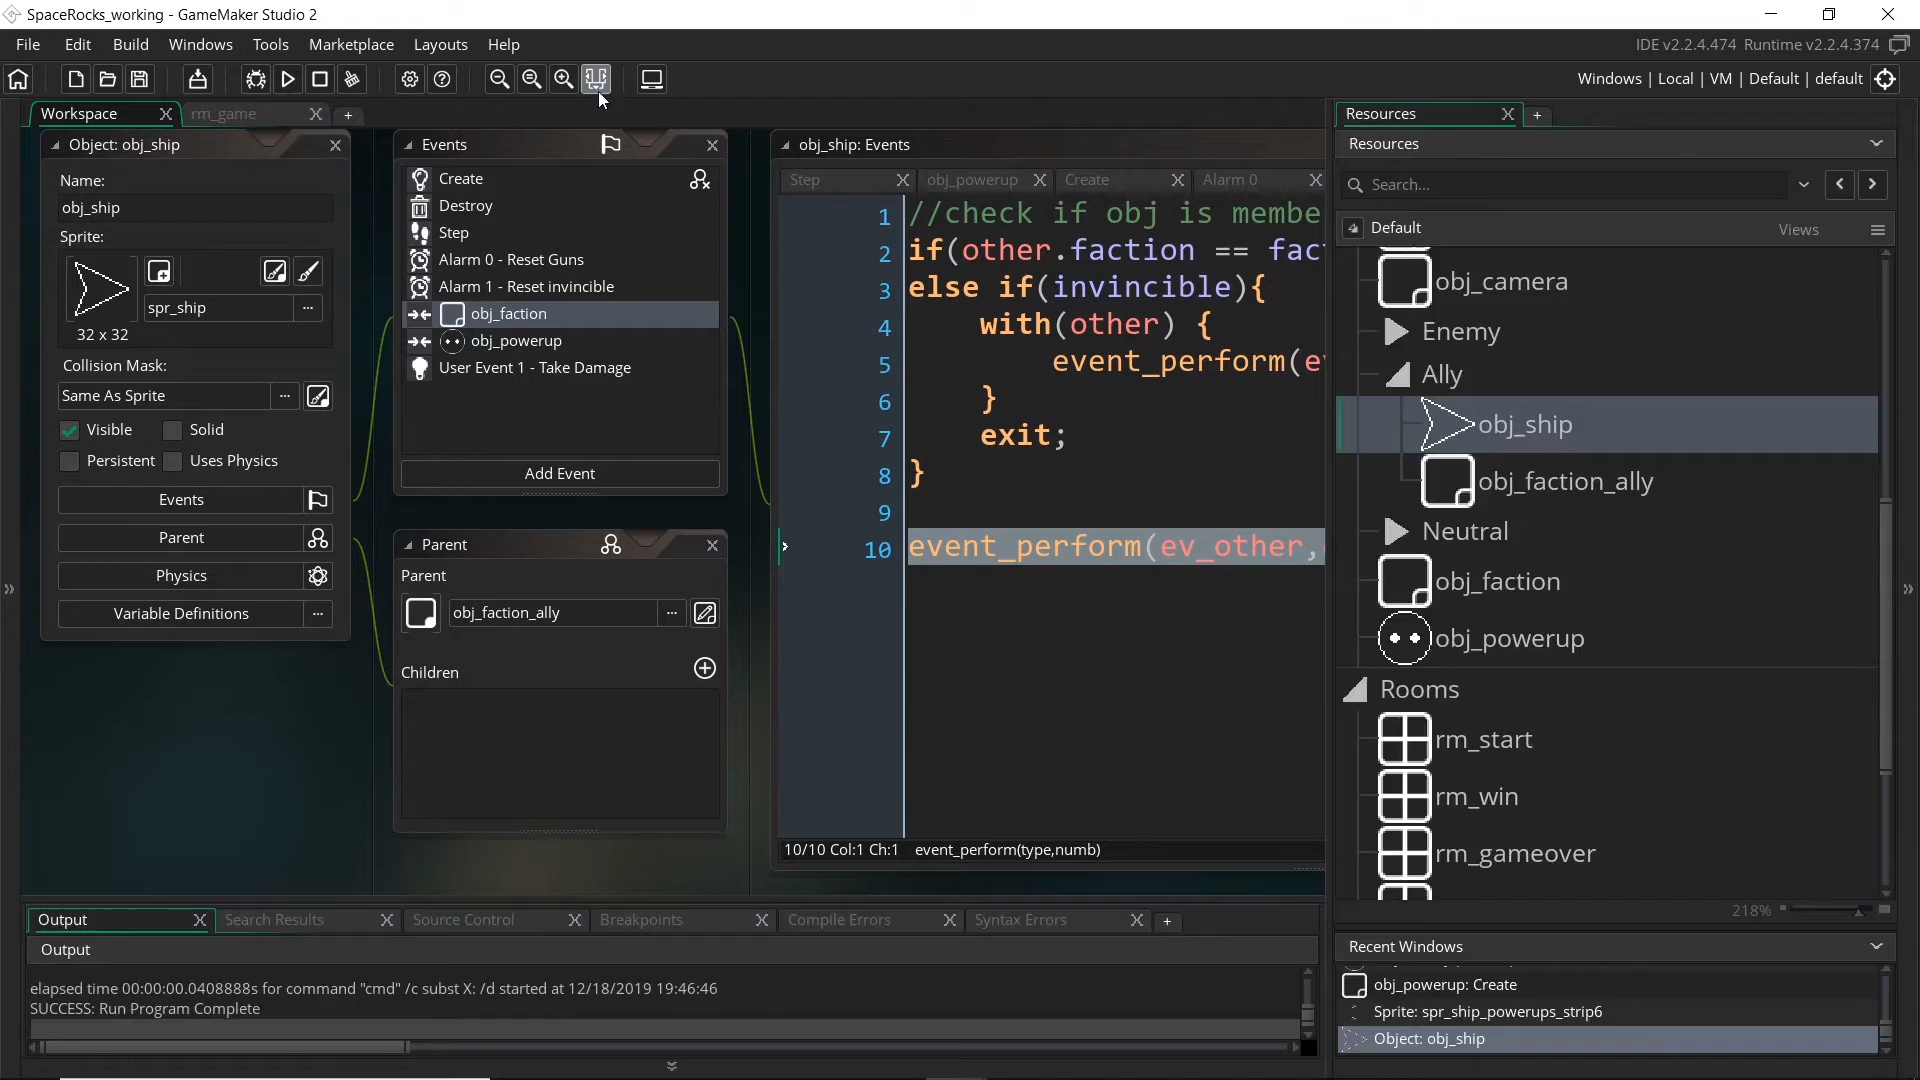 SpaceRocks_working - GameMaker Studio 2
File Edit Build Windows Tools Marketplace Layouts Help
IDE v2.2.4.474 Runtime v2.2.4.374
Windows | Local | VM | Default | default
Workspace
rm_game
Object: obj_ship
Name:
obj_ship
Sprite:
spr_ship
32 x 32
Collision Mask:
Same As Sprite
Visible
Solid
Persistent
Uses Physics
Events
Parent
Physics
Variable Definitions
Events
Create
Destroy
Step
Alarm 0 - Reset Guns
Alarm 1 - Reset invincible
obj_faction
obj_powerup
User Event 1 - Take Damage
Add Event
Parent
Parent
obj_faction_ally
Children
obj_ship: Events
Step
obj_powerup
Create
Alarm 0
1 //check if obj is membe
2 if(other.faction == fac
3 else if(invincible){
4 with(other) {
5 event_perform(e
6 }
7 exit;
8 }
9
10 event_perform(ev_other,
10/10 Col:1 Ch:1 event_perform(type,numb)
Output
Search Results
Source Control
Breakpoints
Compile Errors
Syntax Errors
Output
elapsed time 00:00:00.0408888s for command "cmd" /c subst X: /d started at 12/18/2019 19:46:46
SUCCESS: Run Program Complete
Resources
Resources
Search...
Default
Views
obj_camera
Enemy
Ally
obj_ship
obj_faction_ally
Neutral
obj_faction
obj_powerup
Rooms
rm_start
rm_win
rm_gameover
218%
Recent Windows
obj_powerup: Create
Sprite: spr_ship_powerups_strip6
Object: obj_ship